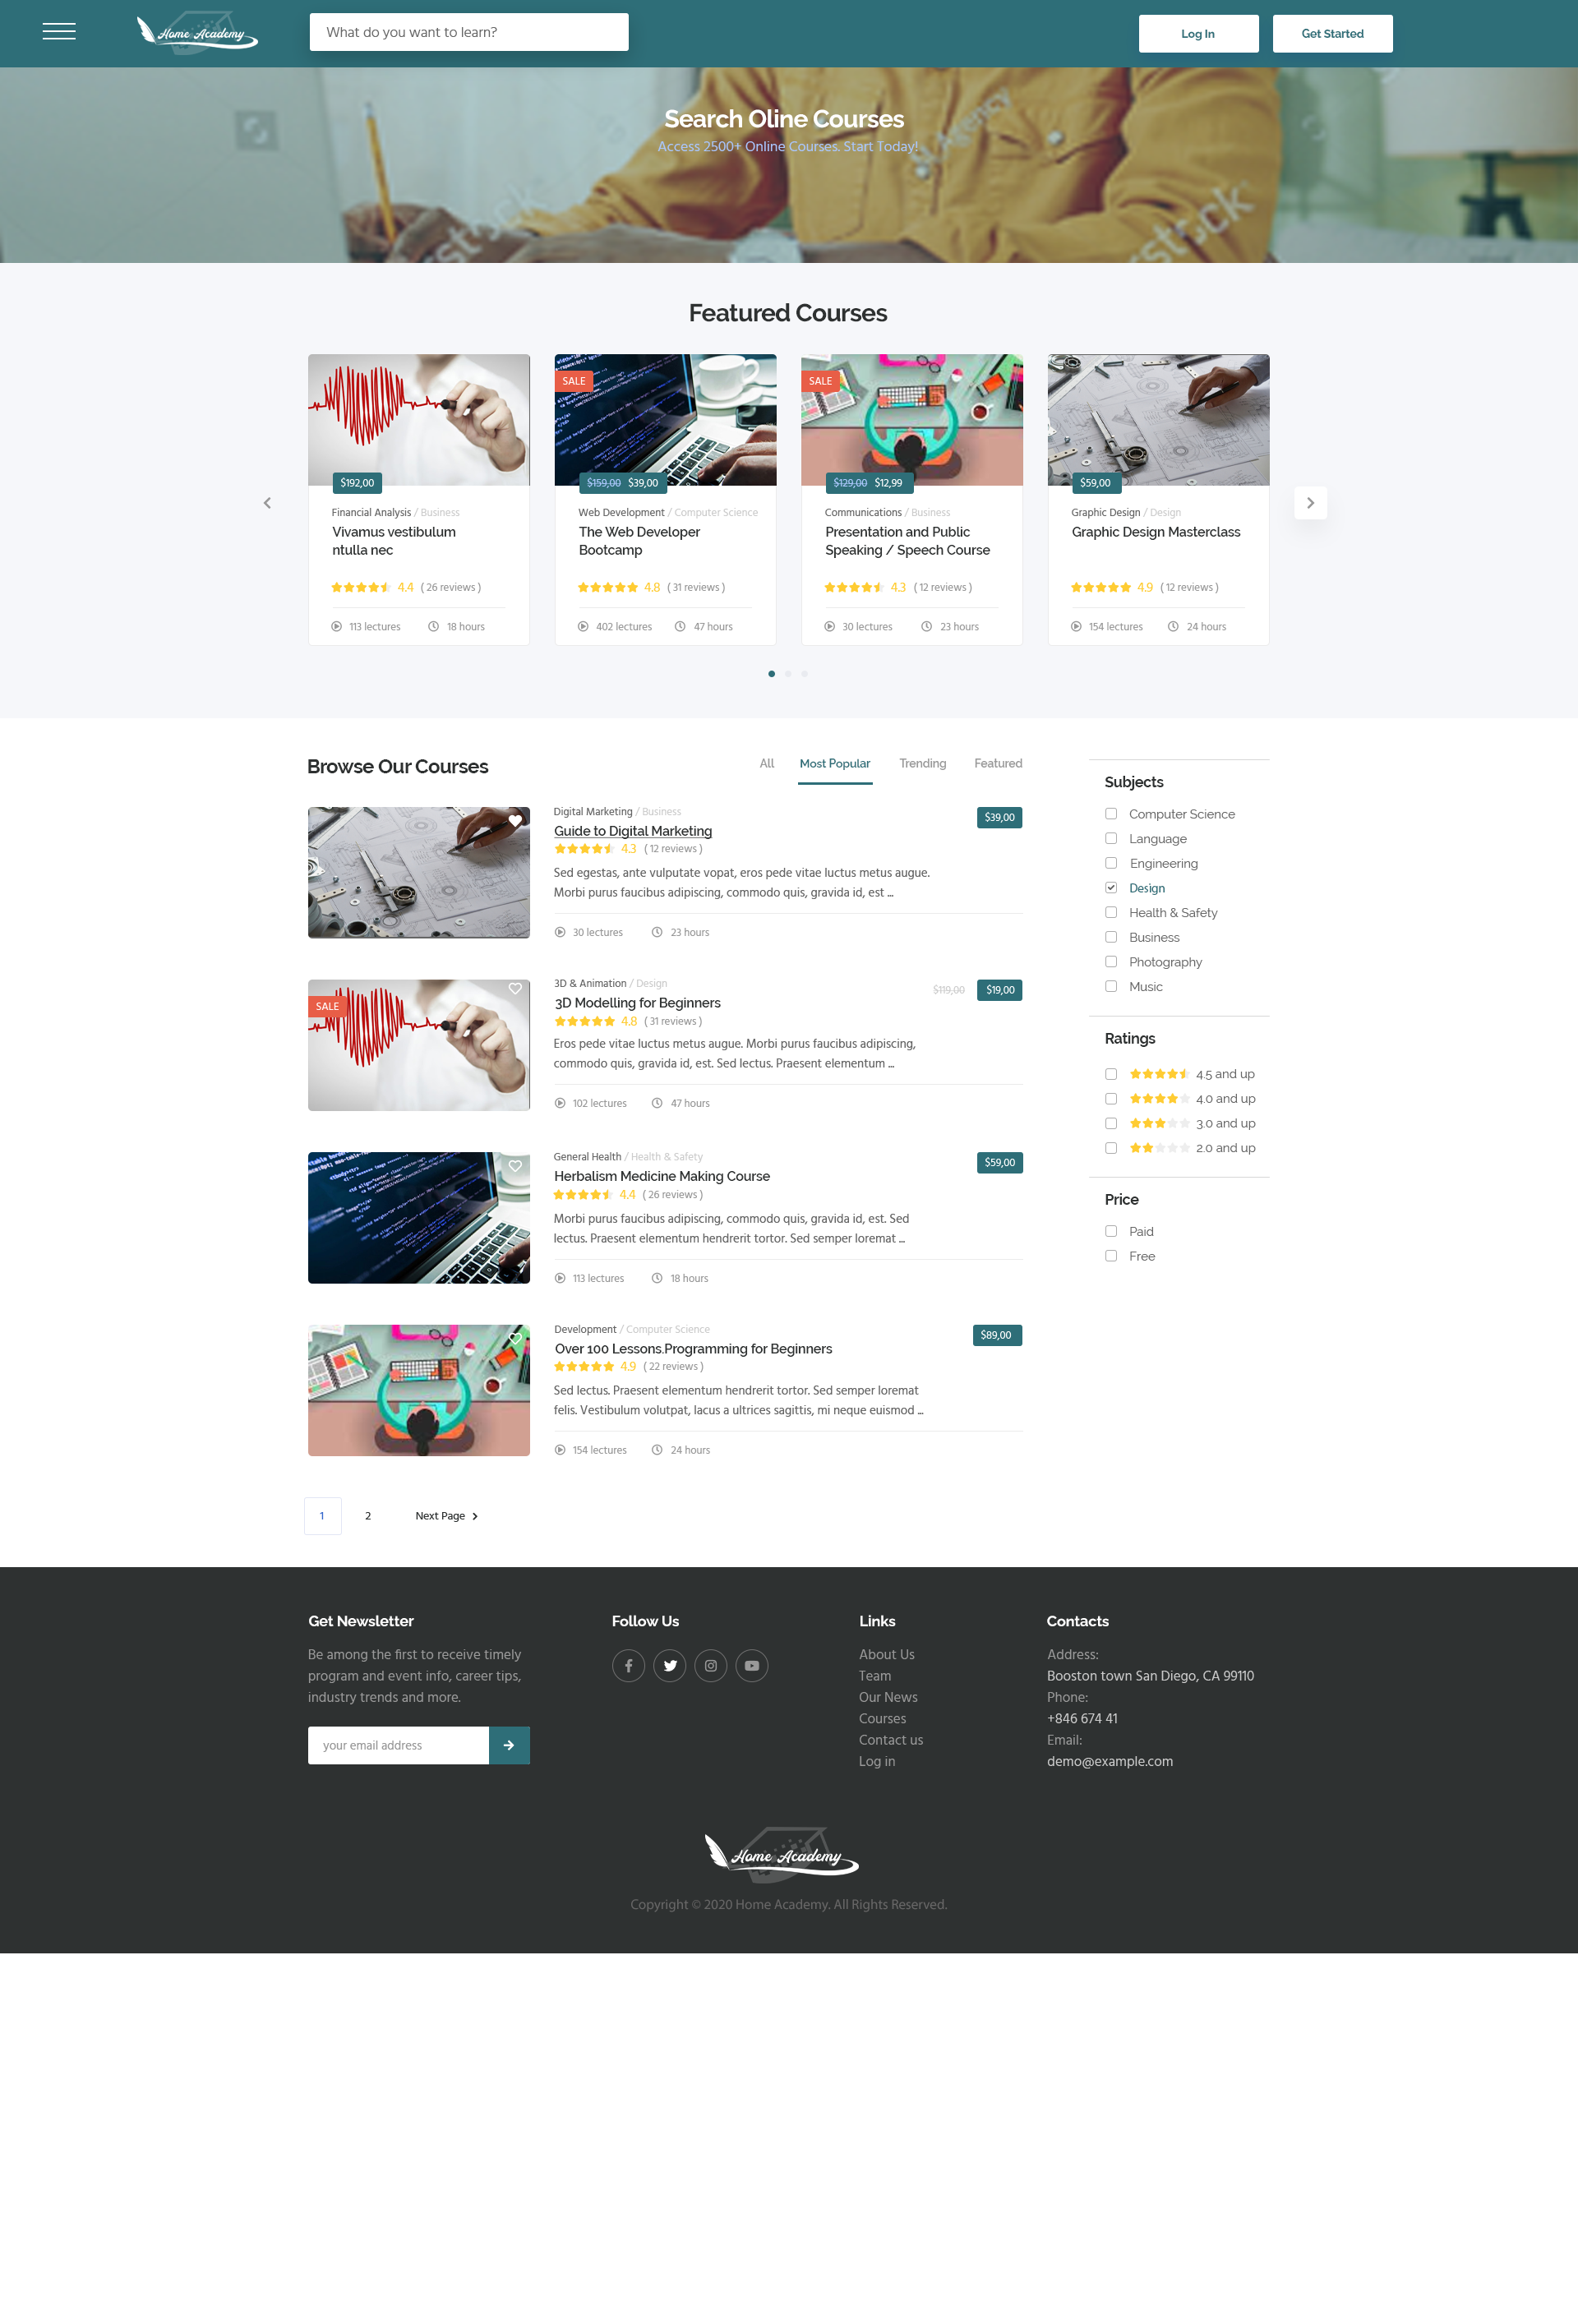 Home Academy
What do you want to learn?
Log In
Get Started
Search Oline Courses
Access 2500+ Online Courses. Start Today!
Agency
Featured Courses
SALE
SALE
$192,00
$159,00 $39,00
$129,00 $12,99
$59,00
Financial Analysis / Business
Vivamus vestibulum
ntulla nec
4.4 ( 26 reviews )
113 lectures 18 hours
Web Development / Computer Science
The Web Developer
Bootcamp
4.8 ( 31 reviews )
402 lectures 47 hours
Communications / Business
Presentation and Public
Speaking / Speech Course
4.3 ( 12 reviews )
30 lectures 23 hours
Graphic Design / Design
Graphic Design Masterclass
4.9 ( 12 reviews )
154 lectures 24 hours
Browse Our Courses
All Most Popular Trending Featured
Digital Marketing / Business
$39,00
Guide to Digital Marketing
4.3 ( 12 reviews )
Sed egestas, ante vulputate vopat, eros pede vitae luctus metus augue.
Morbi purus faucibus adipiscing, commodo quis, gravida id, est ...
30 lectures 23 hours
SALE
3D & Animation / Design
$119,00 $19,00
3D Modelling for Beginners
4.8 ( 31 reviews )
Eros pede vitae luctus metus augue. Morbi purus faucibus adipiscing,
commodo quis, gravida id, est. Sed lectus. Praesent elementum ...
102 lectures 47 hours
General Health / Health & Safety
$59,00
Herbalism Medicine Making Course
4.4 ( 26 reviews )
Morbi purus faucibus adipiscing, commodo quis, gravida id, est. Sed
lectus. Praesent elementum hendrerit tortor. Sed semper loremat ...
113 lectures 18 hours
Development / Computer Science
$89,00
Over 100 Lessons.Programming for Beginners
4.9 ( 22 reviews )
Sed lectus. Praesent elementum hendrerit tortor. Sed semper loremat
felis. Vestibulum volutpat, lacus a ultrices sagittis, mi neque euismod ...
154 lectures 24 hours
1 2 Next Page
Subjects
Computer Science
Language
Engineering
Design
Health & Safety
Business
Photography
Music
Ratings
4.5 and up
4.0 and up
3.0 and up
2.0 and up
Price
Paid
Free
Get Newsletter
Be among the first to receive timely
program and event info, career tips,
industry trends and more.
your email address
Follow Us
Links
About Us
Team
Our News
Courses
Contact us
Log in
Contacts
Address:
Booston town San Diego, CA 99110
Phone:
+846 674 41
Email:
demo@example.com
Home Academy
Copyright © 2020 Home Academy. All Rights Reserved.